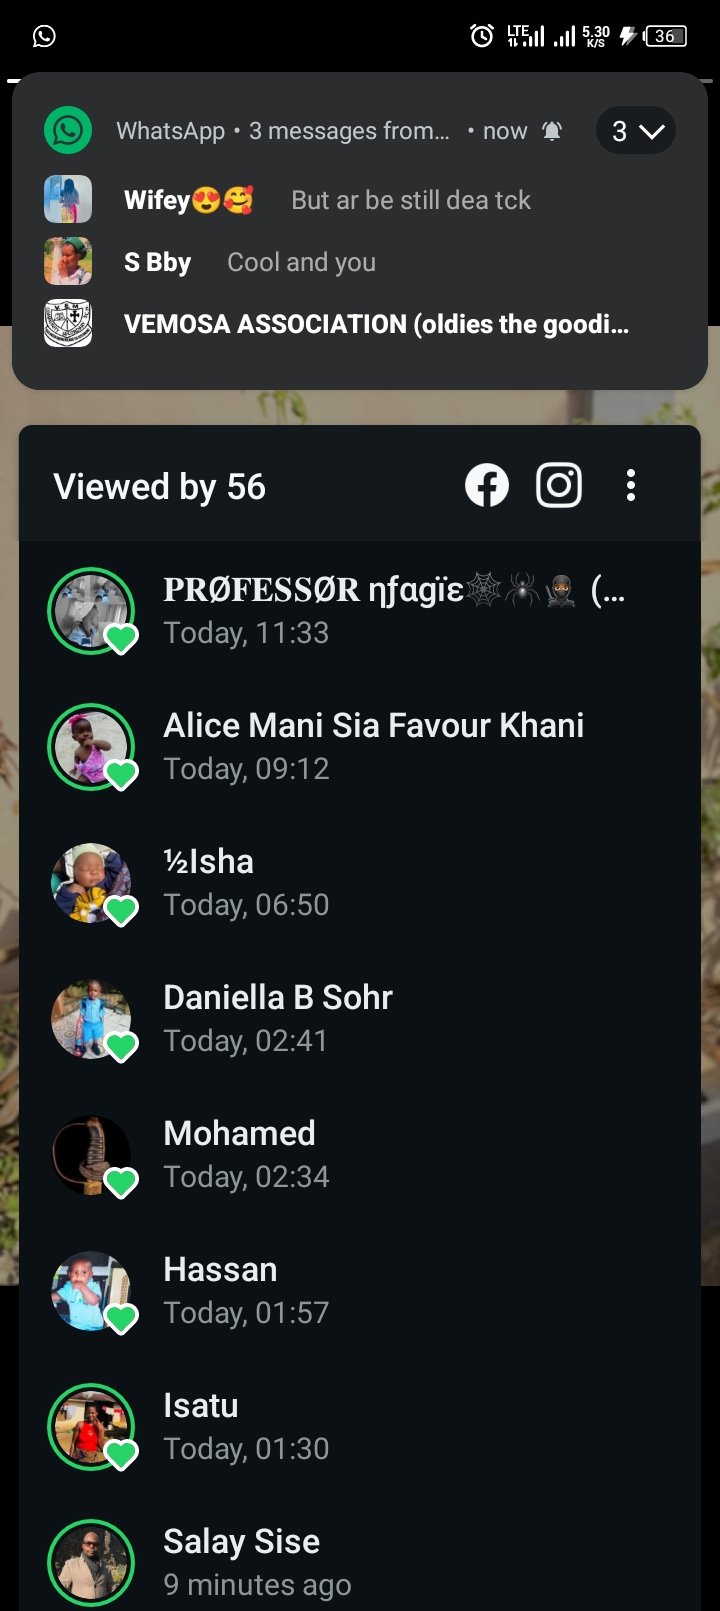 LTE 5.30 K/S 36
WhatsApp • 3 messages from... • now 3
Wifey😍🥰 But ar be still dea tck
S Bby Cool and you
VEMOSA ASSOCIATION (oldies the goodi...
Viewed by 56
𝐏𝐑Ø𝐅𝐄𝐒𝐒Ø𝐑 ηʄɑgïɛ🕸🕷🥷🏿 (...
Today, 11:33
Alice Mani Sia Favour Khani
Today, 09:12
½Isha
Today, 06:50
Daniella B Sohr
Today, 02:41
Mohamed
Today, 02:34
Hassan
Today, 01:57
Isatu
Today, 01:30
Salay Sise
9 minutes ago